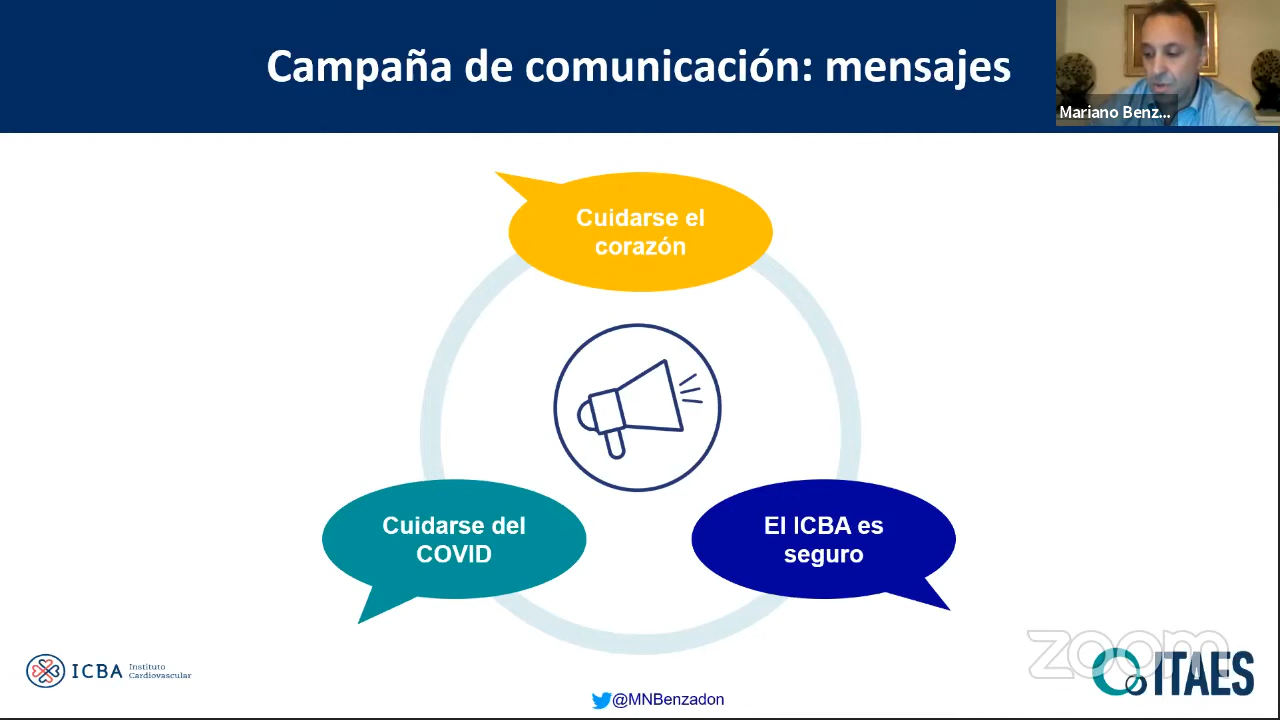 Campaña de comunicación: mensajes
Mariano Benz...
Cuidarse el
corazón
Cuidarse del
COVID
El ICBA es
seguro
ICBA
Instituto
Cardiovascular
@MNBenzadon
zoom
ITAES